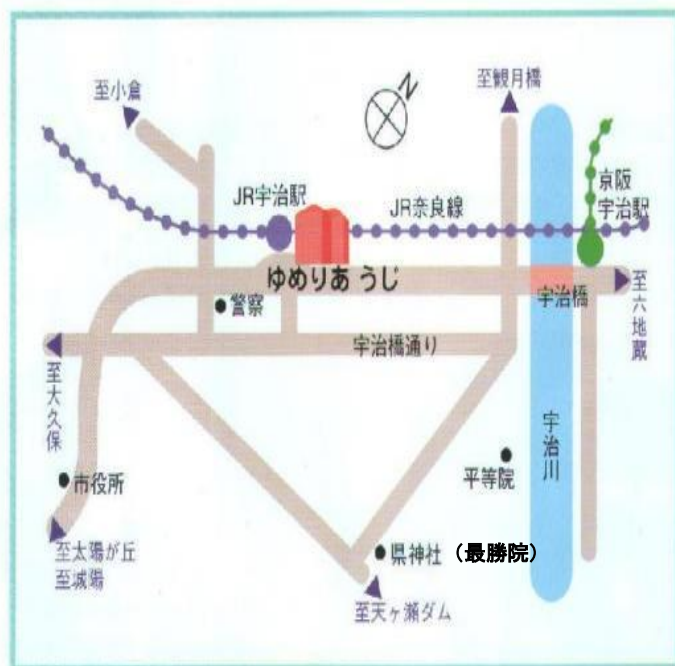 至小倉
N
至観月橋
JR宇治駅
JR奈良線
京阪
宇治駅
ゆめりあ うじ
警察
宇治橋
至六地蔵
宇治橋通り
至大久保
宇治川
市役所
平等院
至太陽が丘
至城陽
県神社 （最勝院）
至天ヶ瀬ダム